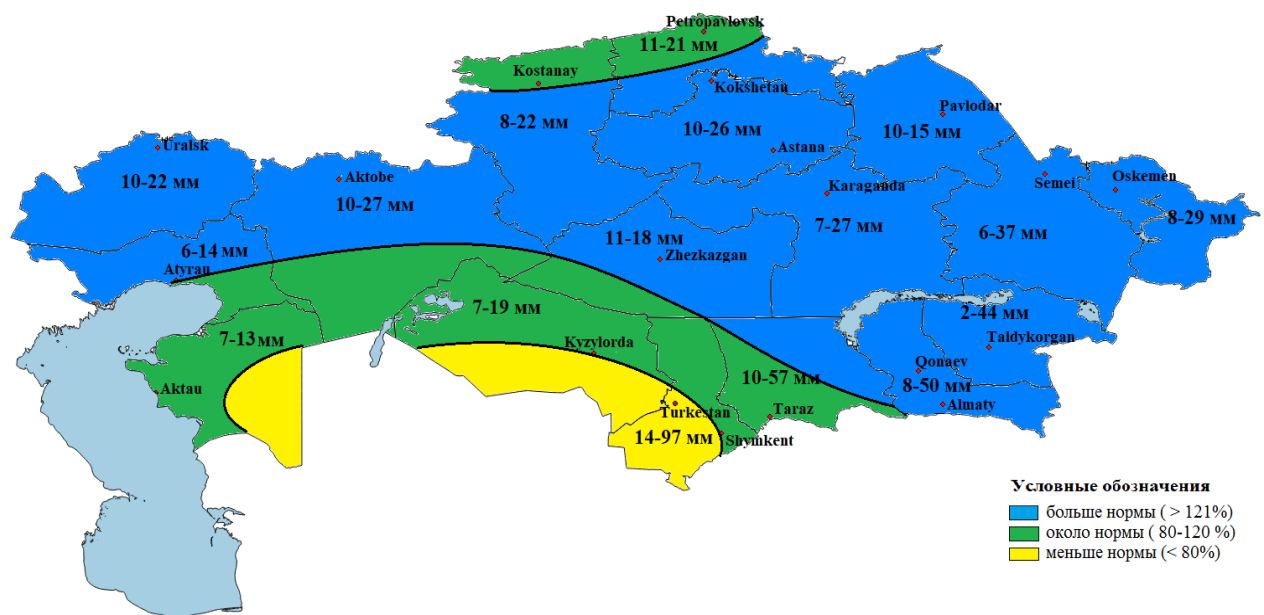 Petropavlovsk
11-21 мм
Kostanay
Kokshetau
Pavlodar
8-22 мм
10-26 мм
10-15 мм
Uralsk
Astana
Aktobe
Karaganda
Semei
Oskemen
10-22 мм
10-27 мм
7-27 мм
8-29 мм
6-14 мм
11-18 мм
6-37 мм
Zhezkazgan
Atyrau
7-19 мм
2-44 мм
7-13 мм
Taldykorgan
Kyzylorda
Qonaev
10-57 мм
8-50 мм
Aktau
Almaty
Turkestan
Taraz
14-97 мм
Shymkent
Условные обозначения
больше нормы ( > 121%)
около нормы ( 80-120 %)
меньше нормы (< 80%)